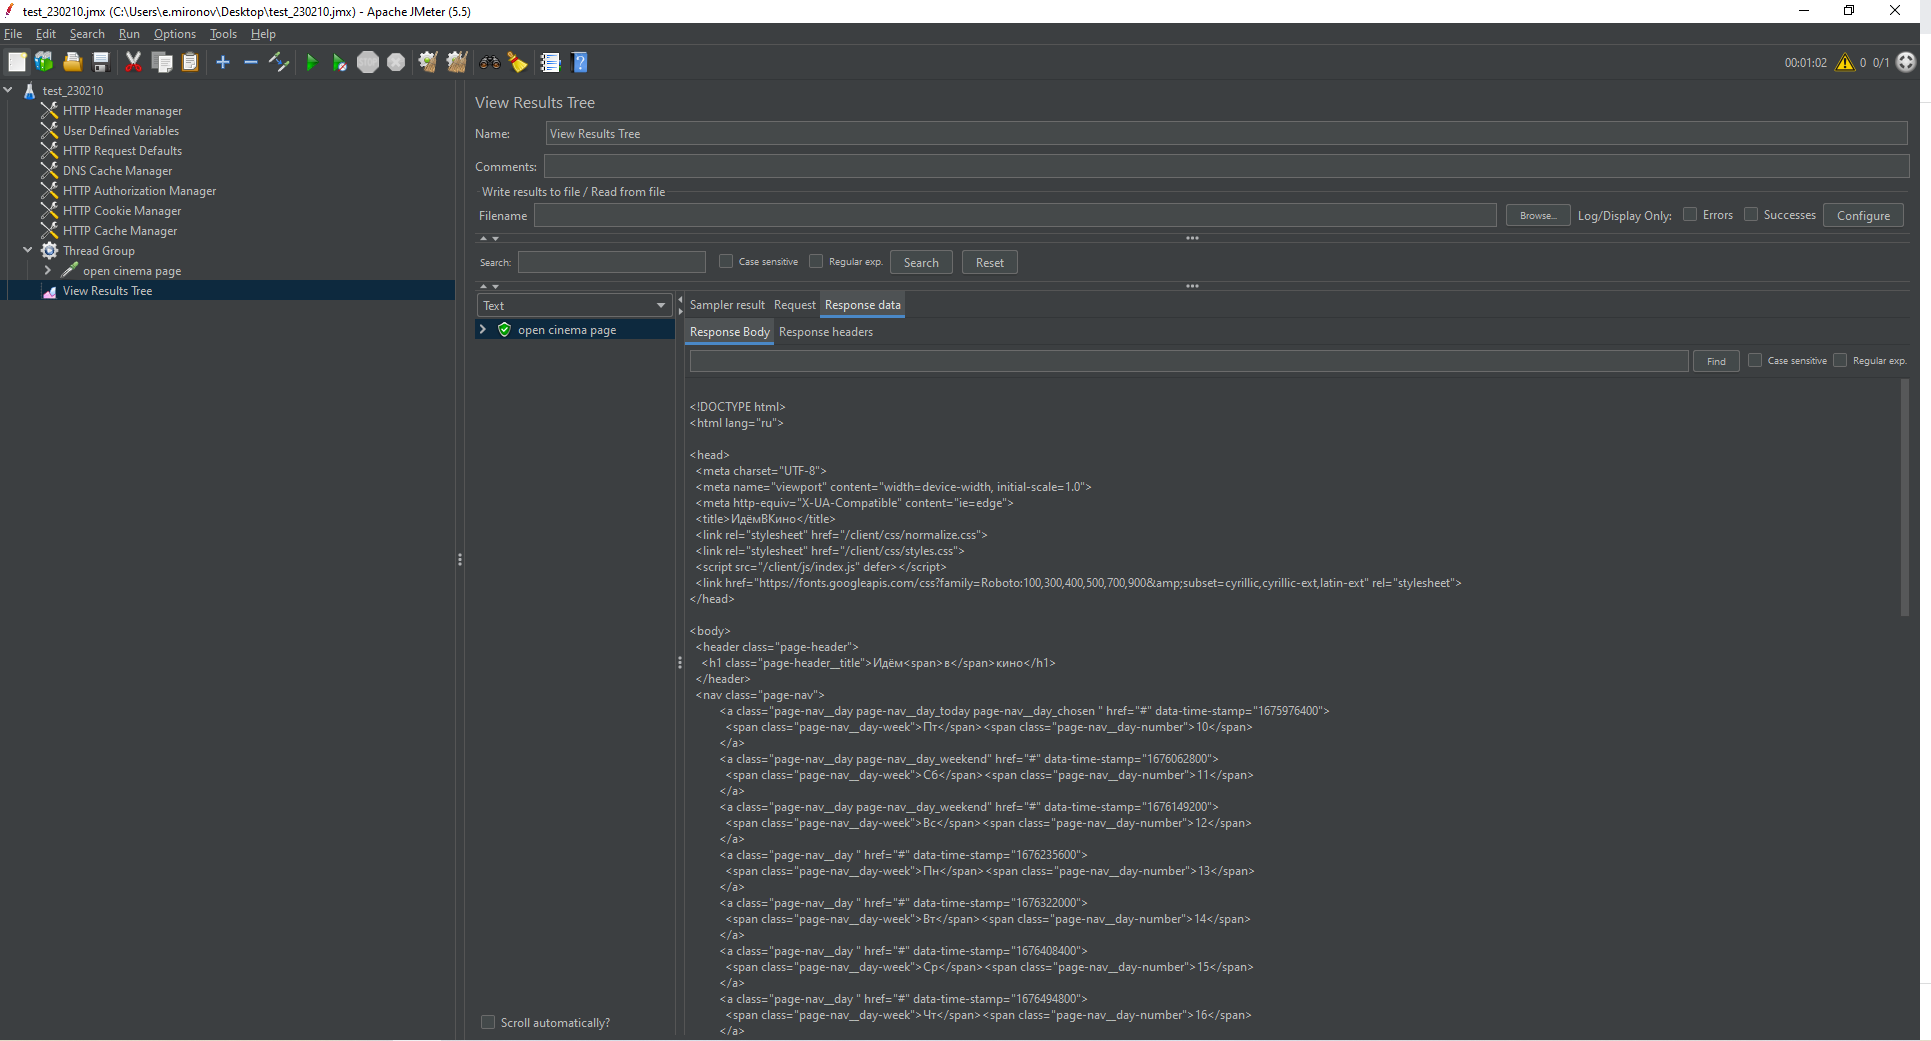 test_230210.jmx (C:\Users\e.mironov\Desktop\test_230210.jmx) - Apache JMeter (5.5)
File Edit Search Run Options Tools Help
00:01:02 0 0/1
test_230210
HTTP Header manager
User Defined Variables
HTTP Request Defaults
DNS Cache Manager
HTTP Authorization Manager
HTTP Cookie Manager
HTTP Cache Manager
Thread Group
open cinema page
View Results Tree
View Results Tree
Name: View Results Tree
Comments:
Write results to file / Read from file
Filename Browse... Log/Display Only: Errors Successes Configure
Search: Case sensitive Regular exp. Search Reset
Text
open cinema page
Scroll automatically?
Sampler result Request Response data
Response Body Response headers
Find Case sensitive Regular exp.
<!DOCTYPE html>
<html lang="ru">
<head>
<meta charset="UTF-8">
<meta name="viewport" content="width=device-width, initial-scale=1.0">
<meta http-equiv="X-UA-Compatible" content="ie=edge">
<title>ИдёмВКино</title>
<link rel="stylesheet" href="/client/css/normalize.css">
<link rel="stylesheet" href="/client/css/styles.css">
<script src="/client/js/index.js" defer></script>
<link href="https://fonts.googleapis.com/css?family=Roboto:100,300,400,500,700,900&amp;subset=cyrillic,cyrillic-ext,latin-ext" rel="stylesheet">
</head>
<body>
<header class="page-header">
<h1 class="page-header__title">Идём<span>в</span>кино</h1>
</header>
<nav class="page-nav">
<a class="page-nav__day page-nav__day_today page-nav__day_chosen " href="#" data-time-stamp="1675976400">
<span class="page-nav__day-week">Пт</span><span class="page-nav__day-number">10</span>
</a>
<a class="page-nav__day page-nav__day_weekend" href="#" data-time-stamp="1676062800">
<span class="page-nav__day-week">Сб</span><span class="page-nav__day-number">11</span>
</a>
<a class="page-nav__day page-nav__day_weekend" href="#" data-time-stamp="1676149200">
<span class="page-nav__day-week">Вс</span><span class="page-nav__day-number">12</span>
</a>
<a class="page-nav__day " href="#" data-time-stamp="1676235600">
<span class="page-nav__day-week">Пн</span><span class="page-nav__day-number">13</span>
</a>
<a class="page-nav__day " href="#" data-time-stamp="1676322000">
<span class="page-nav__day-week">Вт</span><span class="page-nav__day-number">14</span>
</a>
<a class="page-nav__day " href="#" data-time-stamp="1676408400">
<span class="page-nav__day-week">Ср</span><span class="page-nav__day-number">15</span>
</a>
<a class="page-nav__day " href="#" data-time-stamp="1676494800">
<span class="page-nav__day-week">Чт</span><span class="page-nav__day-number">16</span>
</a>